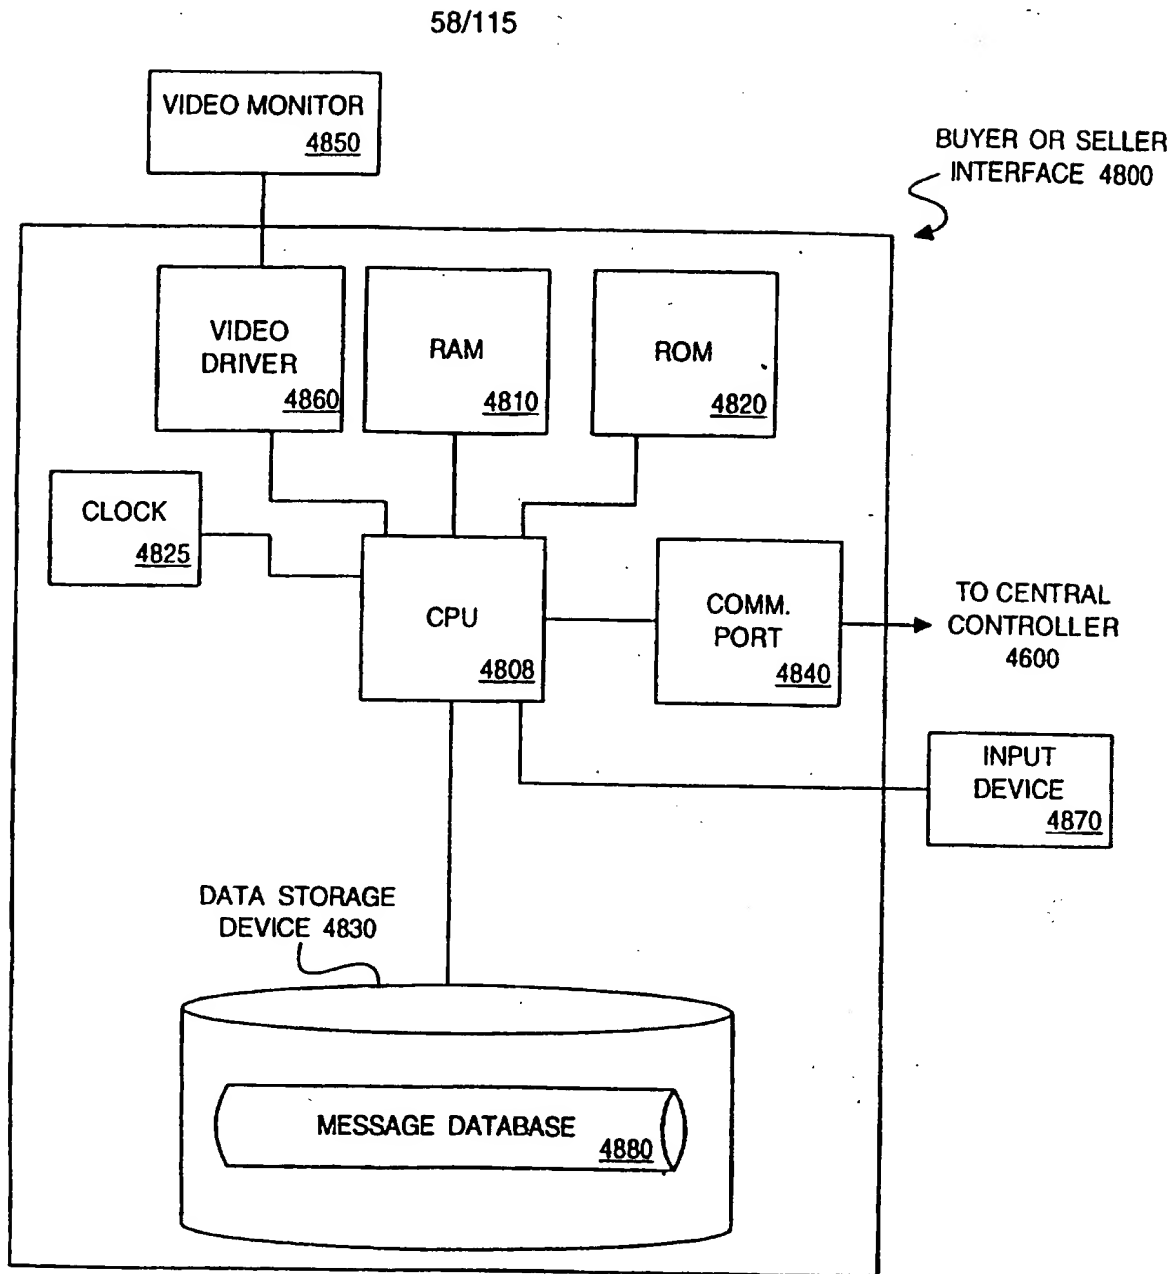 58/115
VIDEO MONITOR
4850
BUYER OR SELLER
INTERFACE 4800
VIDEO
DRIVER
4860
RAM
4810
ROM
4820
CLOCK
4825
CPU
4808
COMM.
PORT
4840
TO CENTRAL
CONTROLLER
4600
INPUT
DEVICE
4870
DATA STORAGE
DEVICE 4830
MESSAGE DATABASE
4880